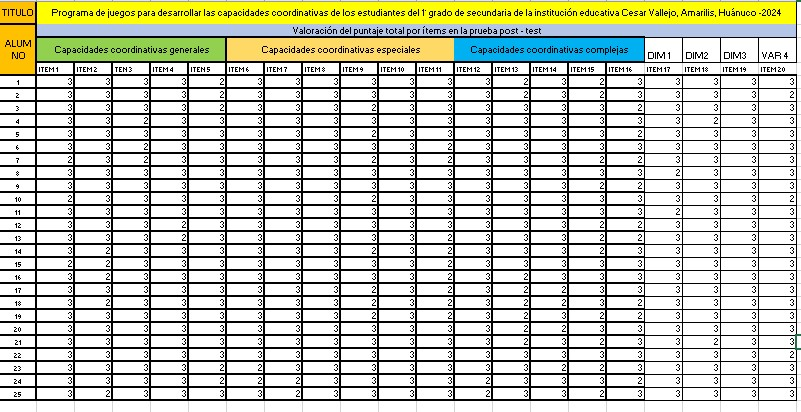 TITULO Programa de juegos para desarrollar las capacidades coordinativas de los estudiantes del 1° grado de secundaria de la institución educativa Cesar Vallejo, Amarilis, Huánuco -2024
ALUM NO Valoración del puntaje total por ítems en la prueba post - test
Capacidades coordinativas generales Capacidades coordinativas especiales Capacidades coordinativas complejas DIM 1 DIM2 DIM3 VAR 4
ITEM 1 ITEM 2 ITEN 3 ITEM 4 ITEN 5 ITEM 6 ITEM 7 ITEM 8 ITEM 9 ITEM 10 ITEM 11 ITEM 12 ITEM 13 ITEM 14 ITEM 15 ITEM 16 ITEM 17 ITEM 18 ITEM 19 ITEM 20
1 3 3 3 3 2 3 3 3 3 3 3 3 3 3 2 3 3 3 3 3
2 3 3 3 3 3 3 3 3 3 3 3 3 2 3 2 3 3 3 3 2
3 3 3 3 3 2 3 3 3 2 3 3 3 3 2 3 3 3 3 3 2
4 3 3 2 3 3 3 3 3 3 3 3 3 3 3 3 3 3 2 3 3
5 3 3 3 3 3 3 3 3 2 3 3 3 3 3 2 3 3 3 3 3
6 3 3 2 3 3 3 3 3 3 3 2 3 3 3 3 3 3 3 3 3
7 2 3 2 3 3 3 3 3 2 3 3 3 3 3 2 3 3 3 3 3
8 3 3 3 3 3 3 3 3 3 3 3 3 3 3 3 3 2 3 3 3
9 3 3 3 3 3 3 3 3 3 3 3 3 3 3 2 3 3 3 3 3
10 2 3 3 3 3 3 3 3 3 3 3 3 3 3 2 3 3 3 3 2
11 3 3 3 3 3 3 3 3 3 3 3 3 3 3 3 3 2 3 3 3
12 3 3 3 3 3 3 3 3 3 3 3 3 3 3 2 3 3 3 3 3
13 3 2 3 3 3 3 3 3 3 3 3 3 3 3 2 3 3 3 3 3
14 3 2 3 3 3 3 3 3 2 3 3 3 3 3 2 3 3 3 3 3
15 2 2 3 3 3 3 3 3 3 3 3 3 3 3 3 3 3 3 3 3
16 3 2 3 3 3 3 3 3 3 3 3 2 3 3 3 3 3 3 3 3
17 3 3 3 3 3 3 3 3 2 3 3 3 3 2 3 3 3 3 3 3
18 3 2 3 3 3 3 3 3 3 3 3 3 3 3 2 3 3 3 3 3
19 3 3 3 3 3 3 3 3 2 3 3 3 2 2 3 3 3 3 3 3
20 3 3 3 3 3 3 3 3 3 3 3 3 3 2 3 3 3 3 3 3
21 3 3 3 3 3 3 3 3 3 3 3 3 3 2 3 3 3 2 3 3
22 3 3 3 3 3 3 3 3 3 3 3 3 3 3 3 3 3 3 3 2
23 3 3 3 3 2 3 2 3 3 3 3 2 3 3 2 3 3 3 3 3
24 3 3 3 3 3 3 2 3 3 3 3 2 3 3 3 3 3 3 3 3
25 3 2 3 3 2 3 2 3 3 3 3 3 2 3 2 3 3 3 3 3